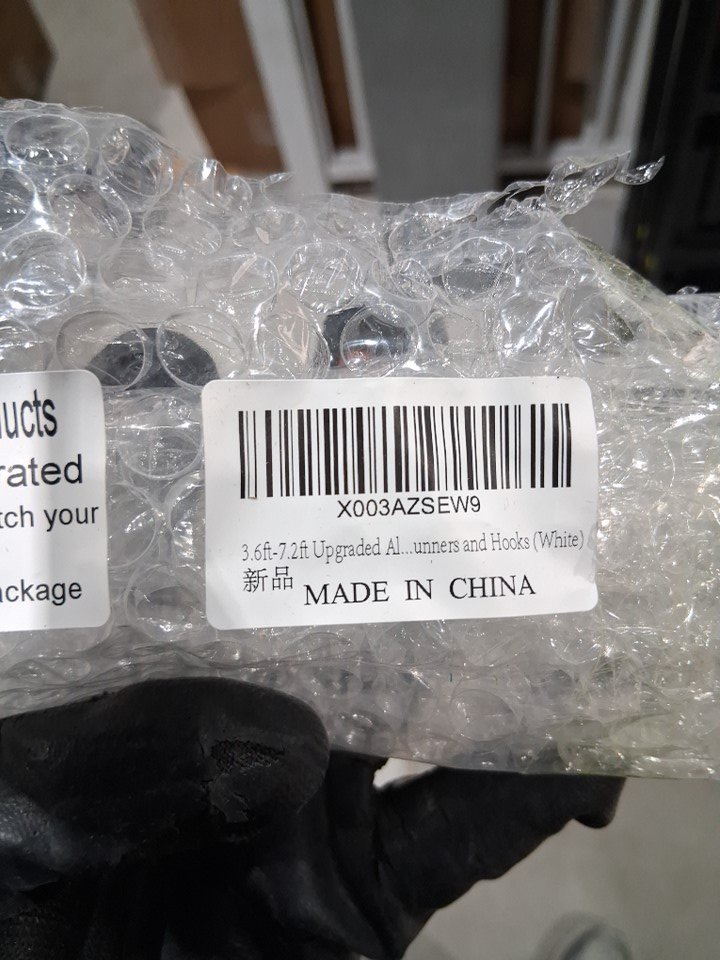 ucts
rated
tch your
ackage
X003AZSEW9
3.6ft-7.2ft Upgraded Al...unners and Hooks (White)
新品
MADE IN CHINA